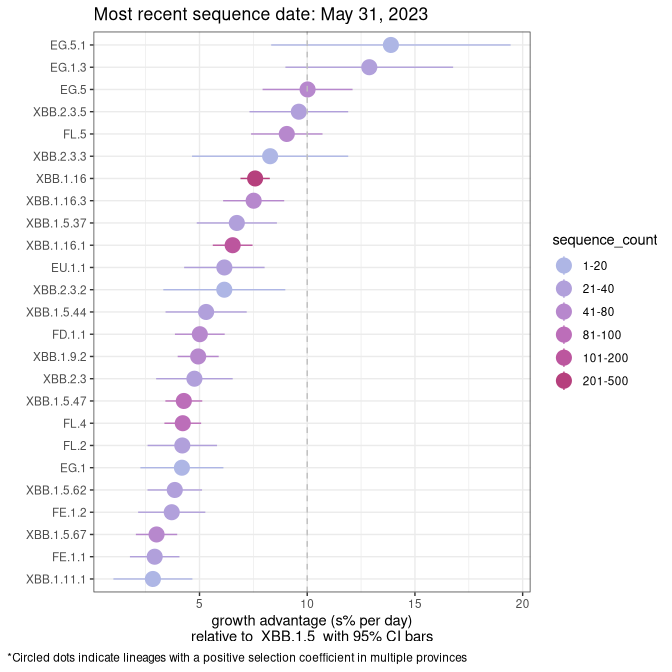 Most recent sequence date: May 31, 2023
EG.5.1
EG.1.3
EG.5
XBB.2.3.5
FL.5
XBB.2.3.3
XBB.1.16
XBB.1.16.3
XBB.1.5.37
XBB.1.16.1
EU.1.1
XBB.2.3.2
XBB.1.5.44
FD.1.1
XBB.1.9.2
XBB.2.3
XBB.1.5.47
FL.4
FL.2
EG.1
XBB.1.5.62
FE.1.2
XBB.1.5.67
FE.1.1
XBB.1.11.1
5 10 15 20
growth advantage (s% per day)
relative to XBB.1.5 with 95% CI bars
sequence_count
1-20
21-40
41-80
81-100
101-200
201-500
*Circled dots indicate lineages with a positive selection coefficient in multiple provinces